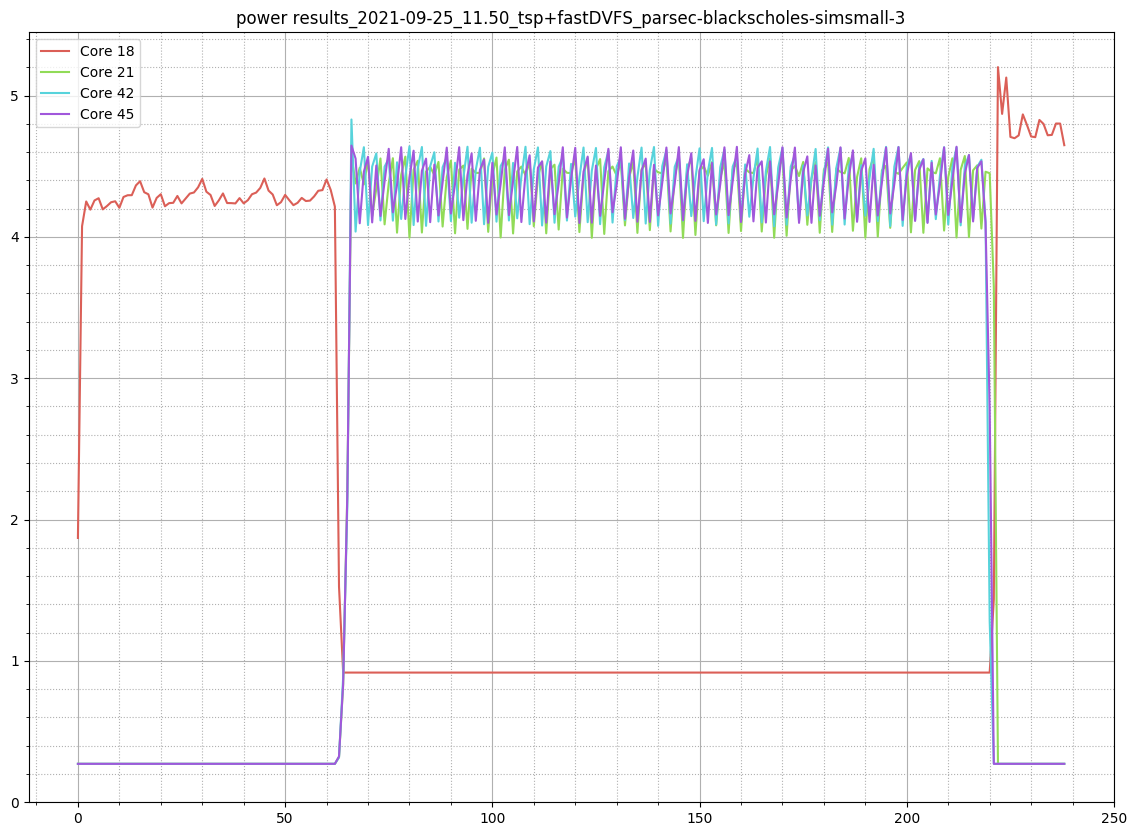 power results_2021-09-25_11.50_tsp+fastDVFS_parsec-blackscholes-simsmall-3
Core 18
Core 21
Core 42
Core 45
5
4
3
2
1
0
0 50 100 150 200 250